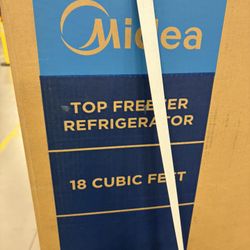 Midea
TOP FREEZER
REFRIGERATOR
18 CUBIC FEET